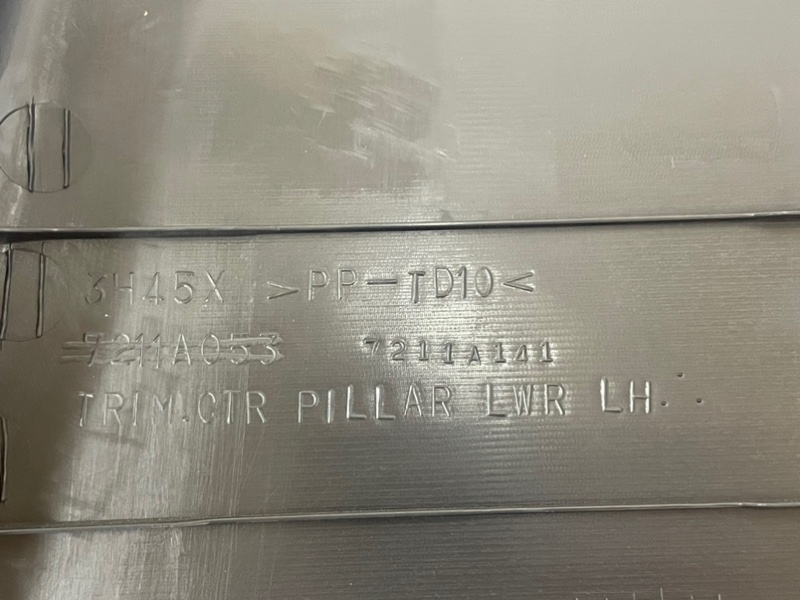 3H45X >PP-TD10<
7211A053 7211A141
TRIM.CTR PILLAR LWR LH